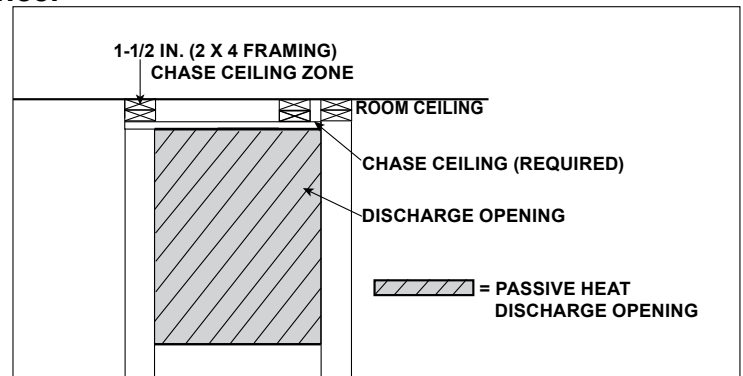 1-1/2 IN. (2 X 4 FRAMING)
CHASE CEILING ZONE
ROOM CEILING
CHASE CEILING (REQUIRED)
DISCHARGE OPENING
= PASSIVE HEAT
DISCHARGE OPENING